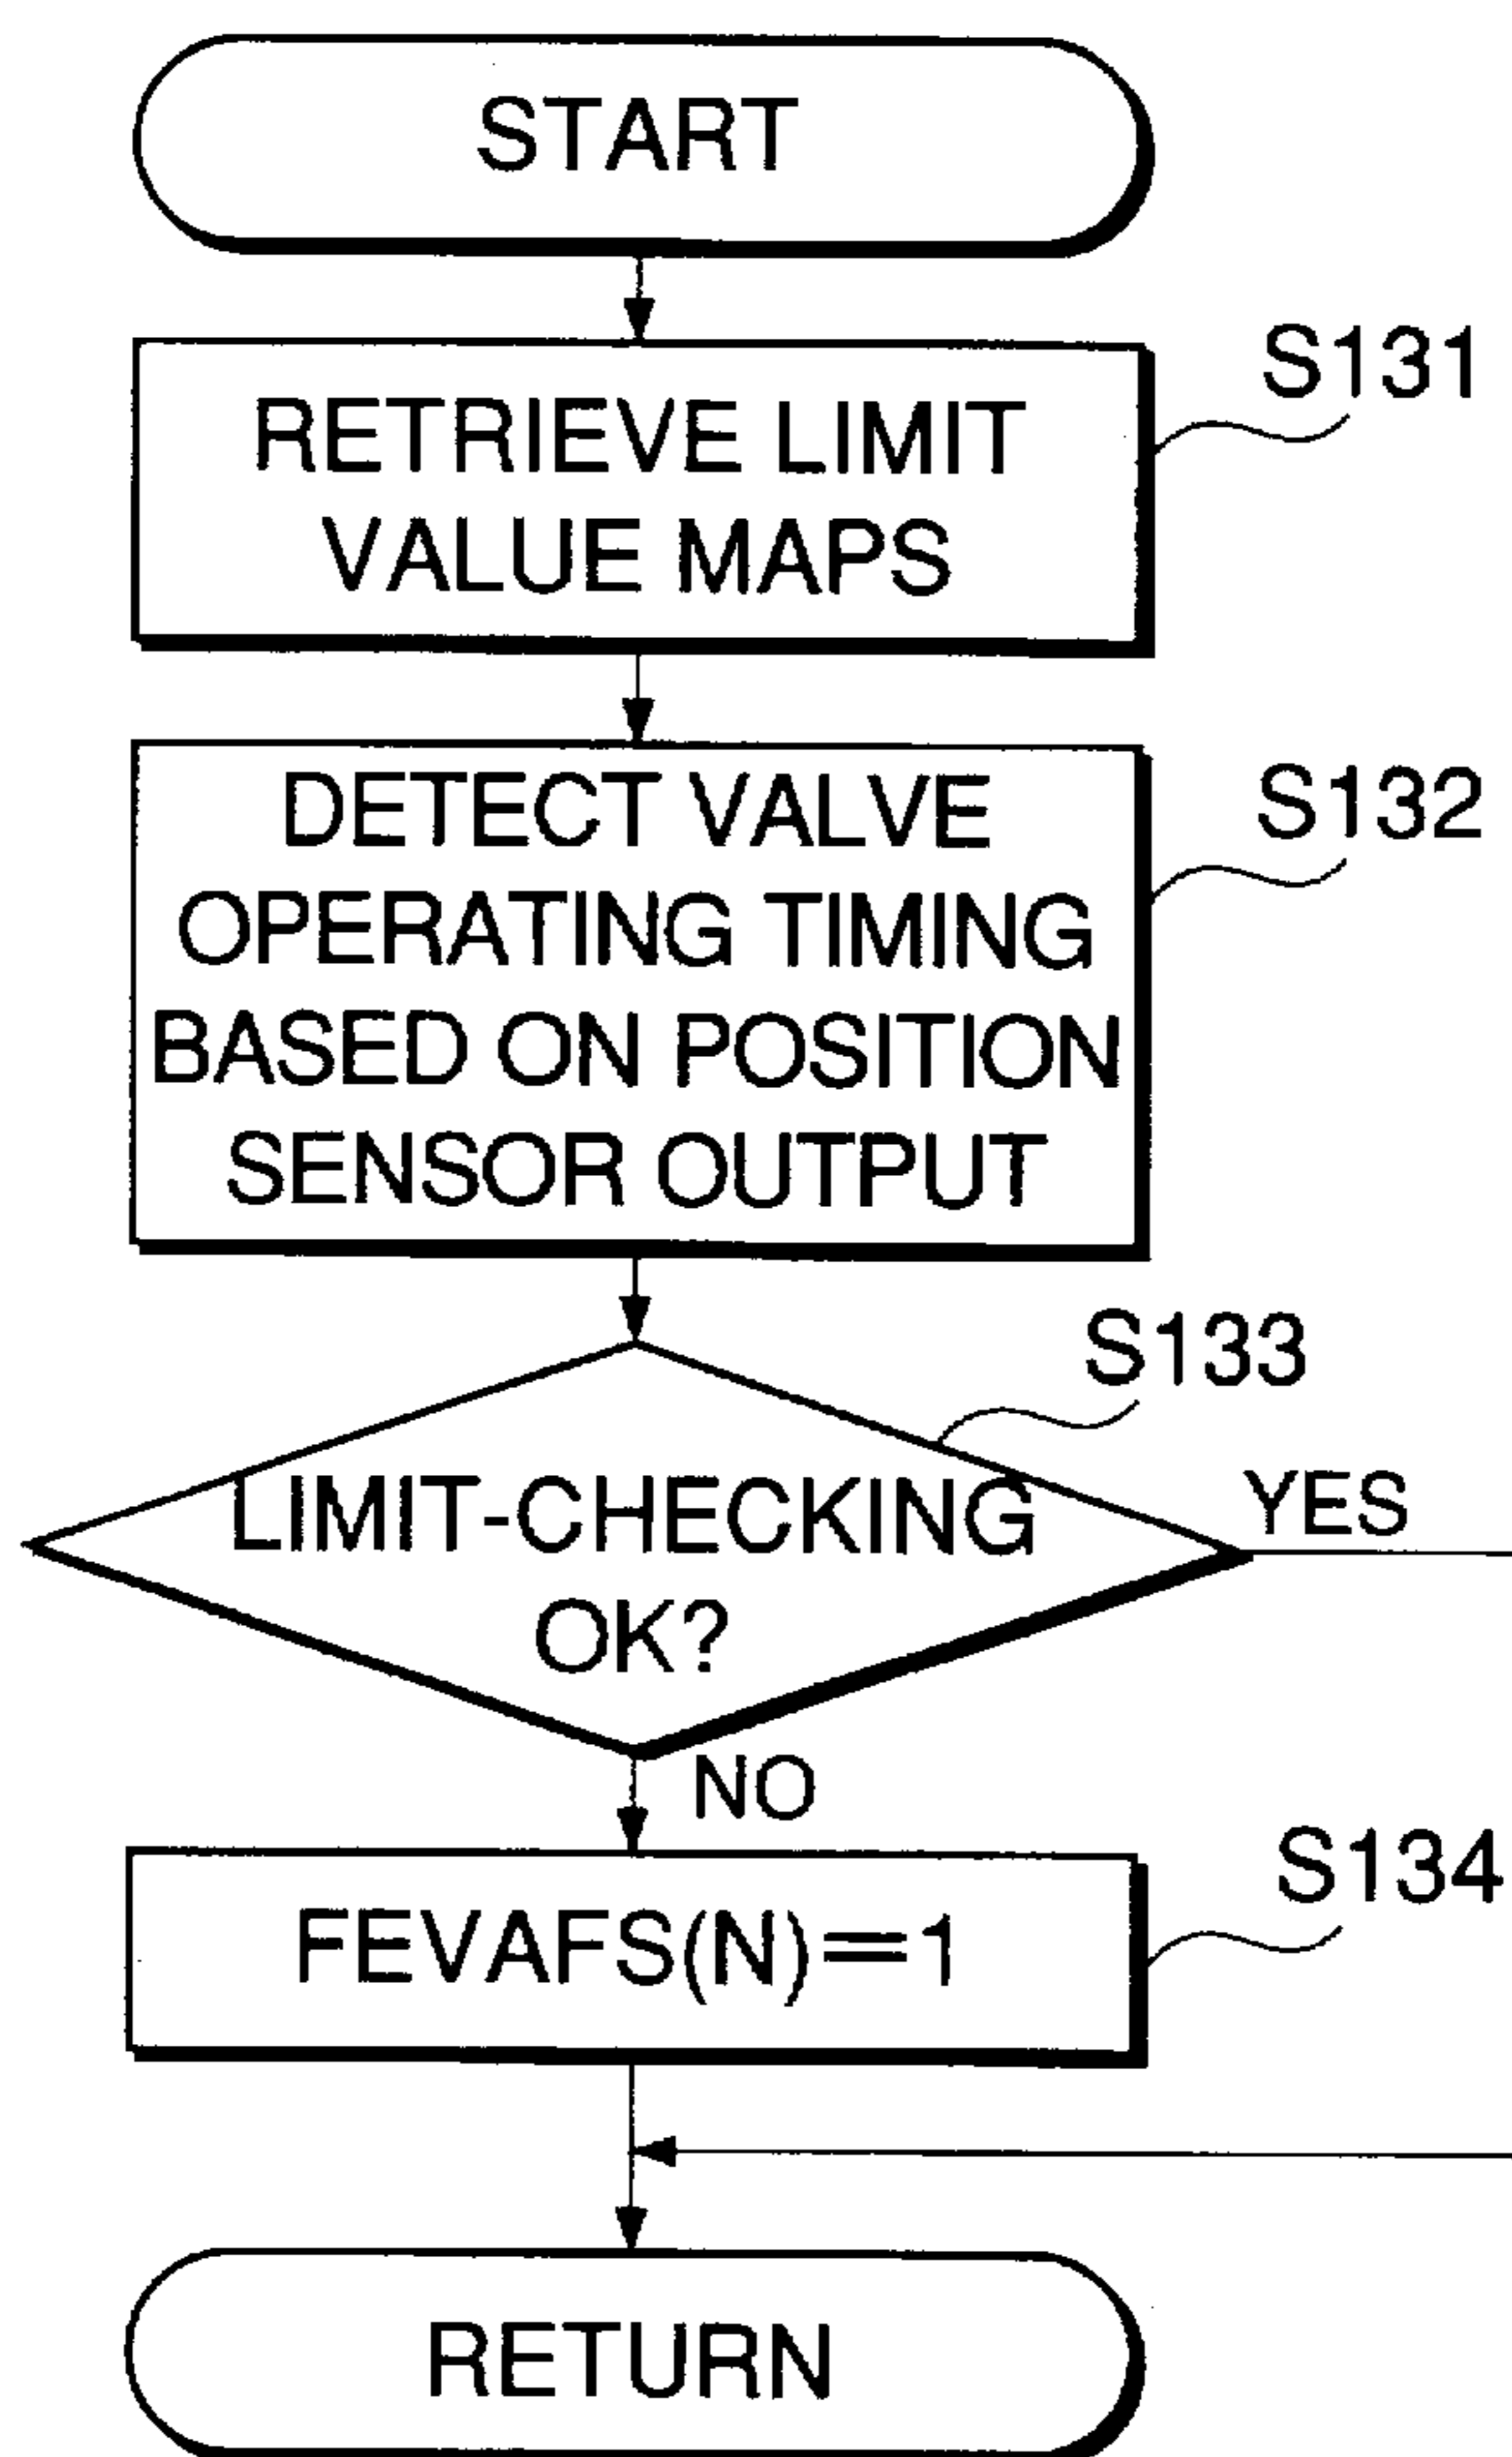 START
S131
RETRIEVE LIMIT
VALUE MAPS
S132
DETECT VALVE
OPERATING TIMING
BASED ON POSITION
SENSOR OUTPUT
S133
LIMIT-CHECKING
OK?
YES
NO
S134
FEVAFS(N)=1
RETURN